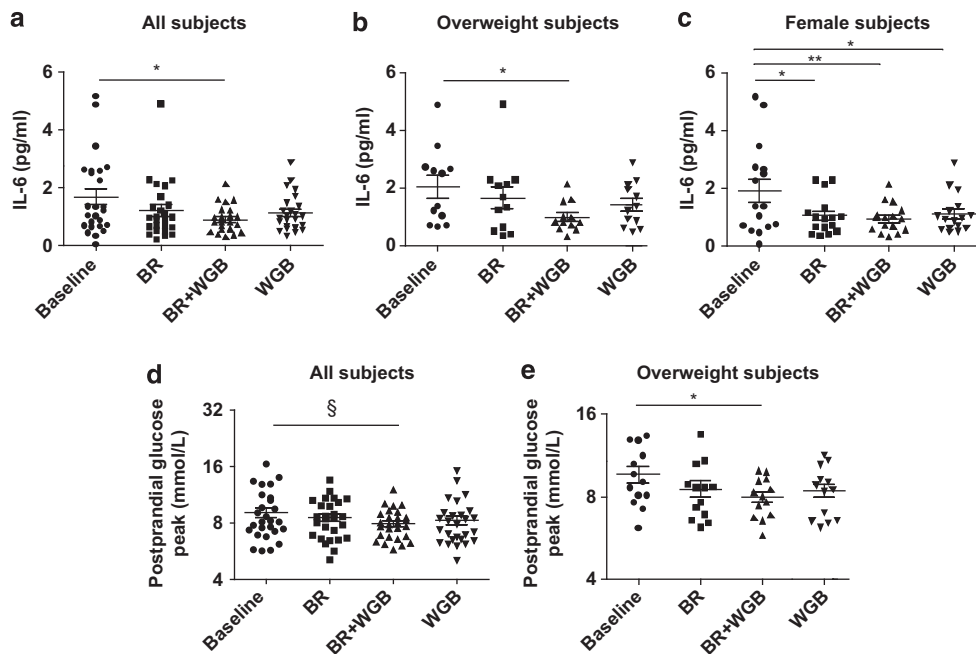 a
All subjects
IL-6 (pg/ml)
6
4
2
0
*
Baseline
BR
BR+WGB
WGB
b
Overweight subjects
IL-6 (pg/ml)
6
4
2
0
*
Baseline
BR
BR+WGB
WGB
c
Female subjects
IL-6 (pg/ml)
6
4
2
0
*
**
*
Baseline
BR
BR+WGB
WGB
d
All subjects
Postprandial glucose
peak (mmol/L)
32
16
8
4
§
Baseline
BR
BR+WGB
WGB
e
Overweight subjects
Postprandial glucose
peak (mmol/L)
16
8
4
*
Baseline
BR
BR+WGB
WGB